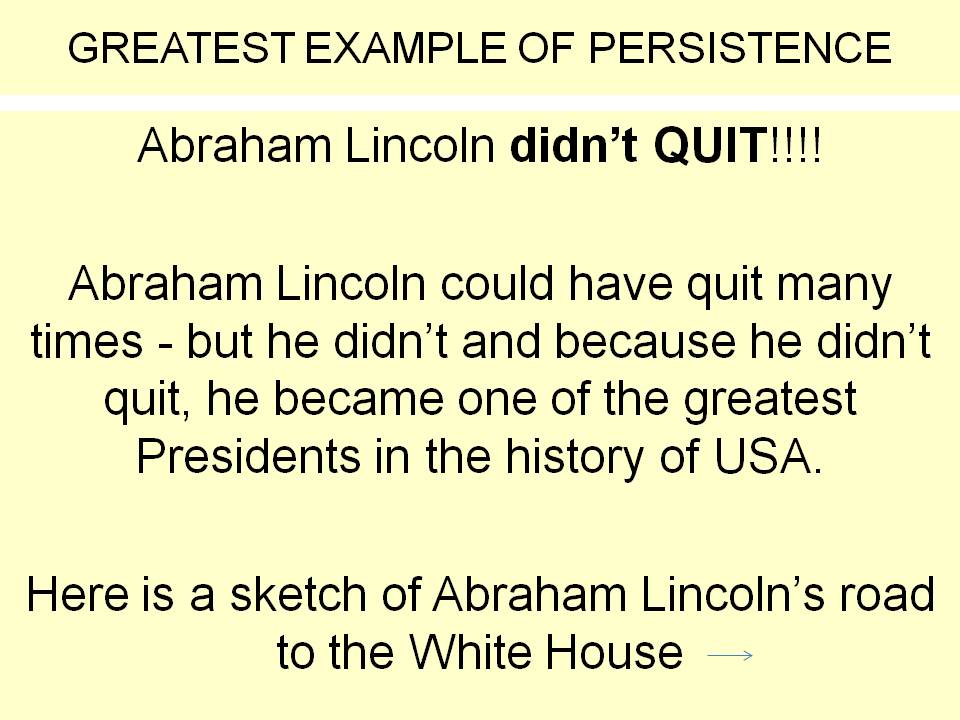 GREATEST EXAMPLE OF PERSISTENCE
Abraham Lincoln didn’t QUIT!!!!
Abraham Lincoln could have quit many
times - but he didn’t and because he didn’t
quit, he became one of the greatest
Presidents in the history of USA.
Here is a sketch of Abraham Lincoln’s road
to the White House